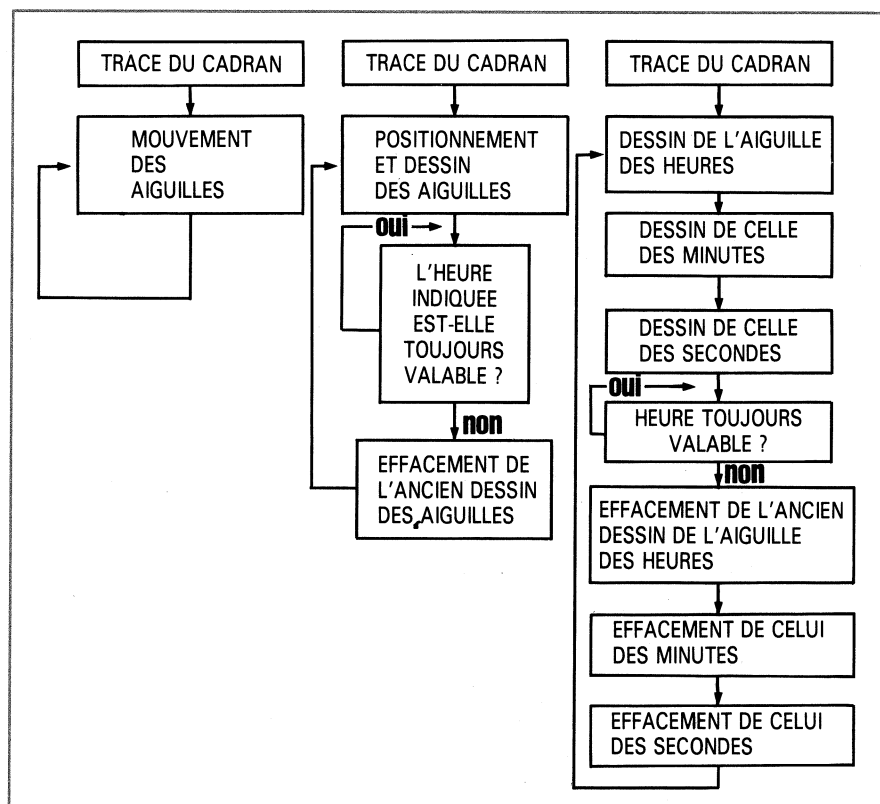 TRACE DU CADRAN
MOUVEMENT
DES
AIGUILLES
TRACE DU CADRAN
POSITIONNEMENT
ET DESSIN
DES AIGUILLES
oui
L'HEURE
INDIQUEE
EST-ELLE
TOUJOURS
VALABLE ?
non
EFFACEMENT DE
L'ANCIEN DESSIN
DES AIGUILLES
TRACE DU CADRAN
DESSIN DE L'AIGUILLE
DES HEURES
DESSIN DE CELLE
DES MINUTES
DESSIN DE CELLE
DES SECONDES
oui
HEURE TOUJOURS
VALABLE ?
non
EFFACEMENT DE L'ANCIEN
DESSIN DE L'AIGUILLE
DES HEURES
EFFACEMENT DE CELUI
DES MINUTES
EFFACEMENT DE CELUI
DES SECONDES